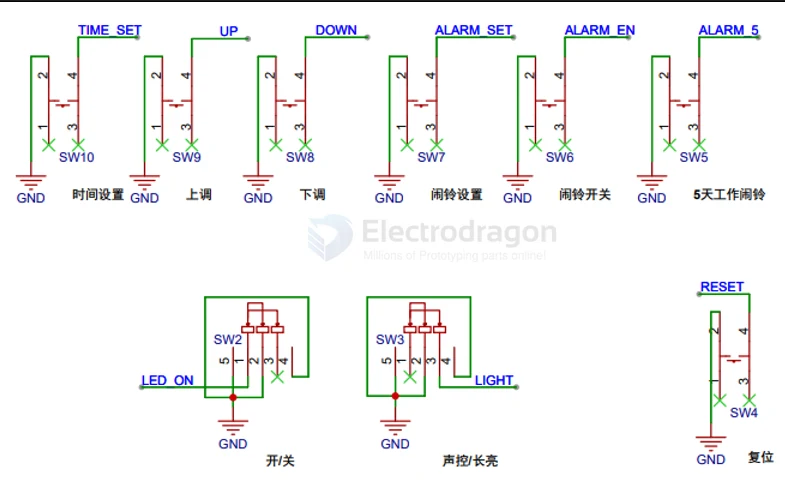 TIME_SET
UP
DOWN
ALARM_SET
ALARM_EN
ALARM_5
2 4
2 4
2 4
2 4
2 4
2 4
1 3
1 3
1 3
1 3
1 3
1 3
SW10
SW9
SW8
SW7
SW6
SW5
GND 时间设置
GND 上调
GND 下调
GND 闹铃设置
GND 闹铃开关
GND 5天工作闹铃
Electrodragon
Millions of Prototyping parts online!
SW2
5 1 2 3 4
LED_ON
GND
开/关
SW3
5 1 2 3 4
LIGHT
GND
声控/长亮
RESET
2 4
1 3
SW4
GND
复位